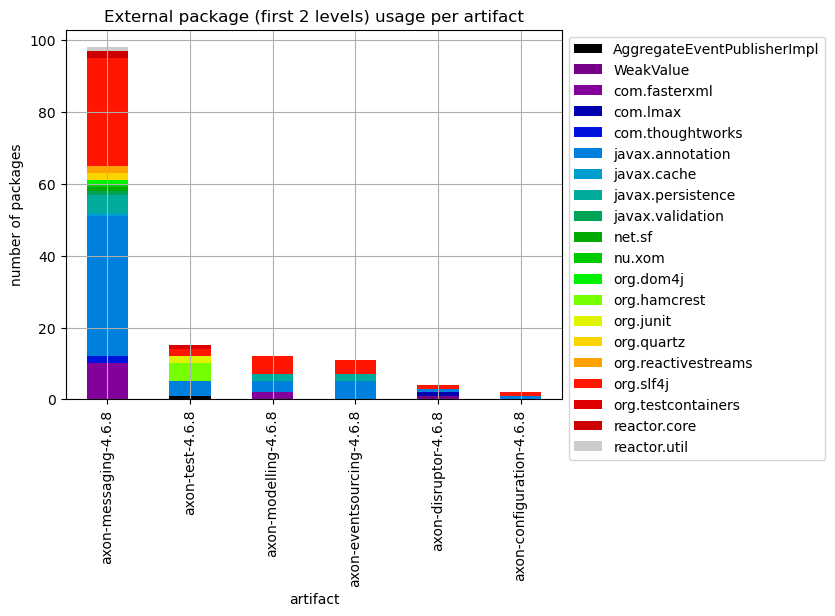 External package (first 2 levels) usage per artifact
number of packages
100
80
60
40
20
0
axon-messaging-4.6.8
axon-test-4.6.8
axon-modelling-4.6.8
axon-eventsourcing-4.6.8
axon-disruptor-4.6.8
axon-configuration-4.6.8
artifact
AggregateEventPublisherImpl
WeakValue
com.fasterxml
com.lmax
com.thoughtworks
javax.annotation
javax.cache
javax.persistence
javax.validation
net.sf
nu.xom
org.dom4j
org.hamcrest
org.junit
org.quartz
org.reactivestreams
org.slf4j
org.testcontainers
reactor.core
reactor.util